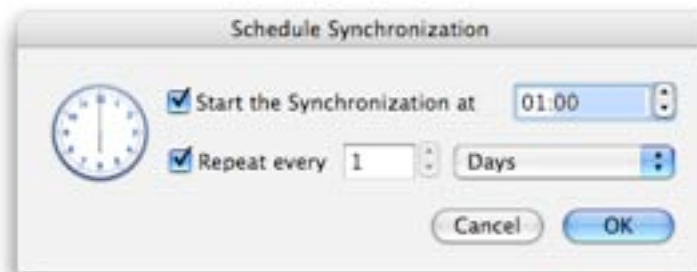 Schedule Synchronization
Start the Synchronization at 01:00
Repeat every 1 Days
Cancel OK